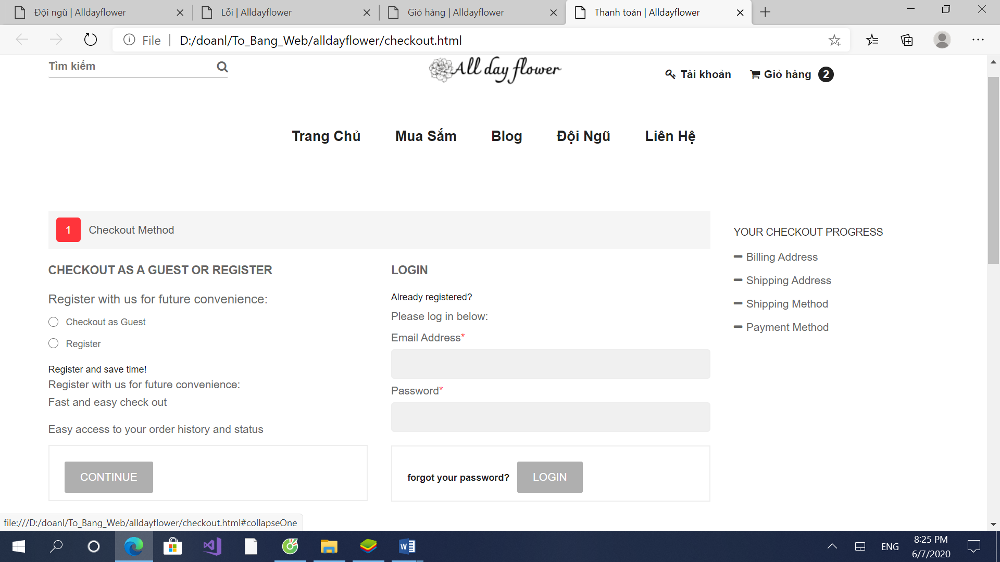 Đội ngũ | Alldayflower
Lỗi | Alldayflower
Giỏ hàng | Alldayflower
Thanh toán | Alldayflower
File | D:/doanl/To_Bang_Web/alldayflower/checkout.html
Tìm kiếm
All day flower
Tài khoản
Giỏ hàng 2
Trang Chủ
Mua Sắm
Blog
Đội Ngũ
Liên Hệ
1 Checkout Method
CHECKOUT AS A GUEST OR REGISTER
Register with us for future convenience:
Checkout as Guest
Register
Register and save time!
Register with us for future convenience:
Fast and easy check out
Easy access to your order history and status
CONTINUE
LOGIN
Already registered?
Please log in below:
Email Address*
Password*
forgot your password?
LOGIN
YOUR CHECKOUT PROGRESS
Billing Address
Shipping Address
Shipping Method
Payment Method
file:///D:/doanl/To_Bang_Web/alldayflower/checkout.html#collapseOne
ENG
8:25 PM
6/7/2020